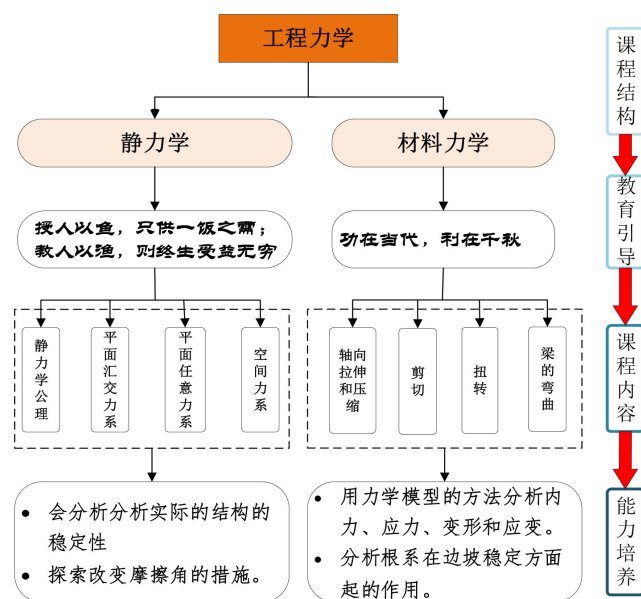 工程力学
静力学
材料力学
授人以鱼，只供一饭之需；
教人以渔，则终生受益无穷
功在当代，利在千秋
静力学公理
平面汇交力系
平面任意力系
空间力系
轴向拉伸和压缩
剪切
扭转
梁的弯曲
• 会分析分析实际的结构的
稳定性
• 探索改变摩擦角的措施。
• 用力学模型的方法分析内
力、应力、变形和应变。
• 分析根系在边坡稳定方面
起的作用。
课程结构
教育引导
课程内容
能力培养